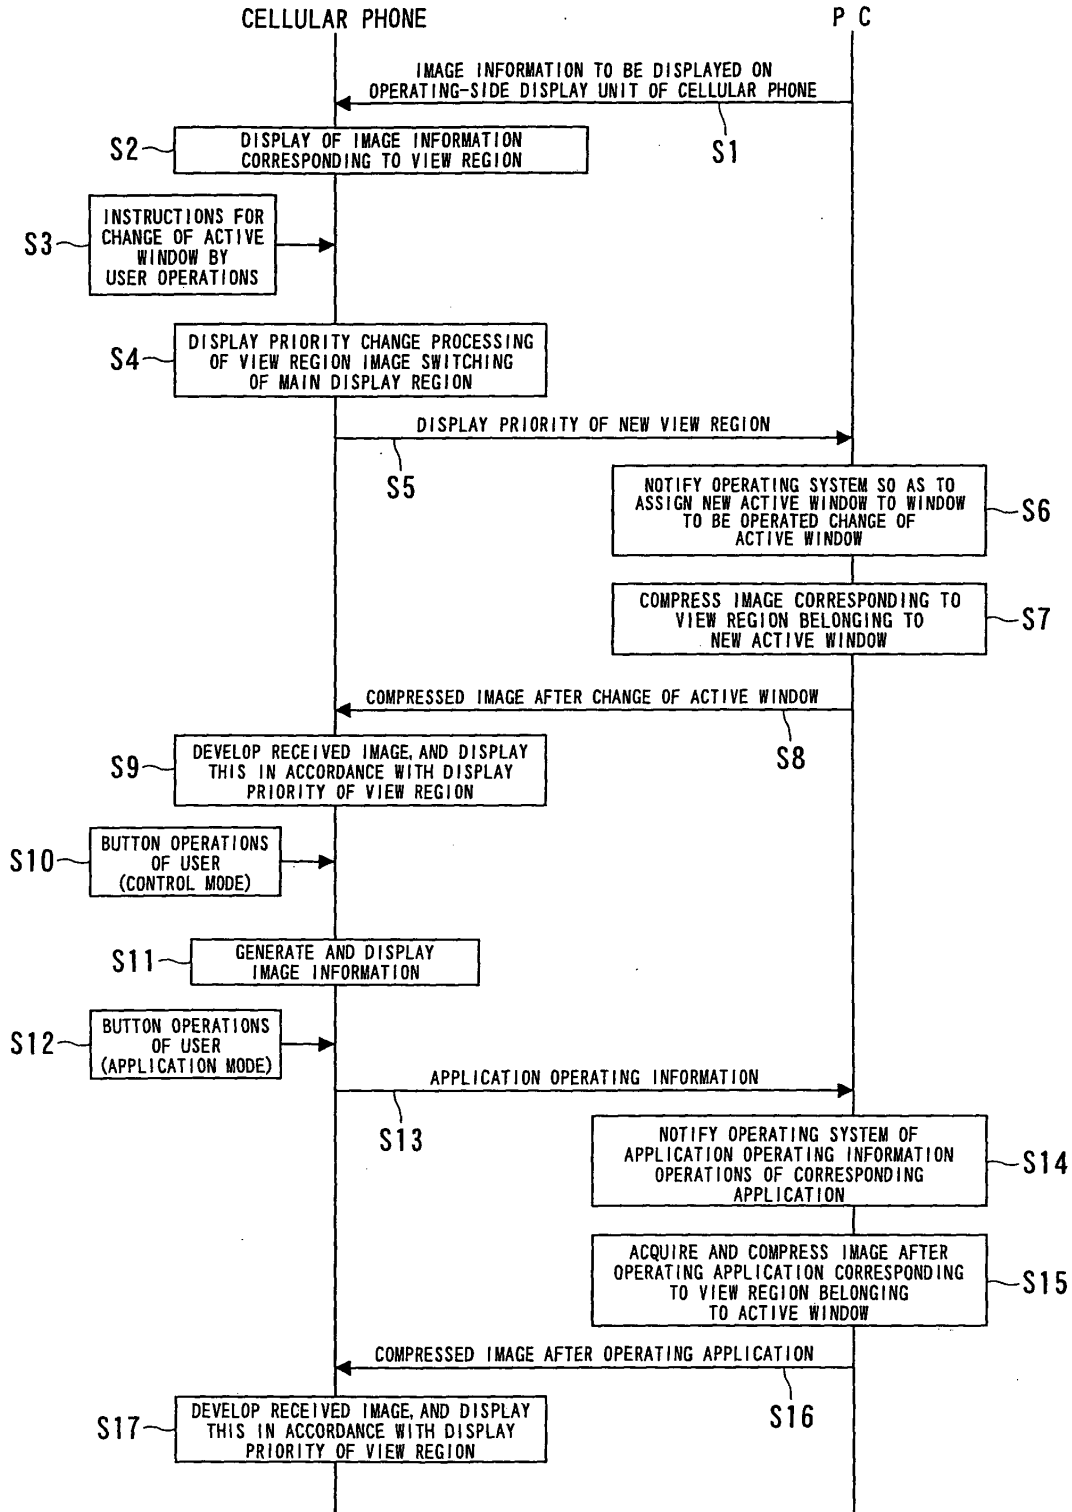 CELLULAR PHONE
P C
IMAGE INFORMATION TO BE DISPLAYED ON
OPERATING-SIDE DISPLAY UNIT OF CELLULAR PHONE
S1
S2
DISPLAY OF IMAGE INFORMATION
CORRESPONDING TO VIEW REGION
S3
INSTRUCTIONS FOR
CHANGE OF ACTIVE
WINDOW BY
USER OPERATIONS
S4
DISPLAY PRIORITY CHANGE PROCESSING
OF VIEW REGION IMAGE SWITCHING
OF MAIN DISPLAY REGION
DISPLAY PRIORITY OF NEW VIEW REGION
S5
NOTIFY OPERATING SYSTEM SO AS TO
ASSIGN NEW ACTIVE WINDOW TO WINDOW
TO BE OPERATED CHANGE OF
ACTIVE WINDOW
S6
COMPRESS IMAGE CORRESPONDING TO
VIEW REGION BELONGING TO
NEW ACTIVE WINDOW
S7
COMPRESSED IMAGE AFTER CHANGE OF ACTIVE WINDOW
S8
S9
DEVELOP RECEIVED IMAGE, AND DISPLAY
THIS IN ACCORDANCE WITH DISPLAY
PRIORITY OF VIEW REGION
S10
BUTTON OPERATIONS
OF USER
(CONTROL MODE)
S11
GENERATE AND DISPLAY
IMAGE INFORMATION
S12
BUTTON OPERATIONS
OF USER
(APPLICATION MODE)
APPLICATION OPERATING INFORMATION
S13
NOTIFY OPERATING SYSTEM OF
APPLICATION OPERATING INFORMATION
OPERATIONS OF CORRESPONDING
APPLICATION
S14
ACQUIRE AND COMPRESS IMAGE AFTER
OPERATING APPLICATION CORRESPONDING
TO VIEW REGION BELONGING
TO ACTIVE WINDOW
S15
COMPRESSED IMAGE AFTER OPERATING APPLICATION
S16
S17
DEVELOP RECEIVED IMAGE, AND DISPLAY
THIS IN ACCORDANCE WITH DISPLAY
PRIORITY OF VIEW REGION